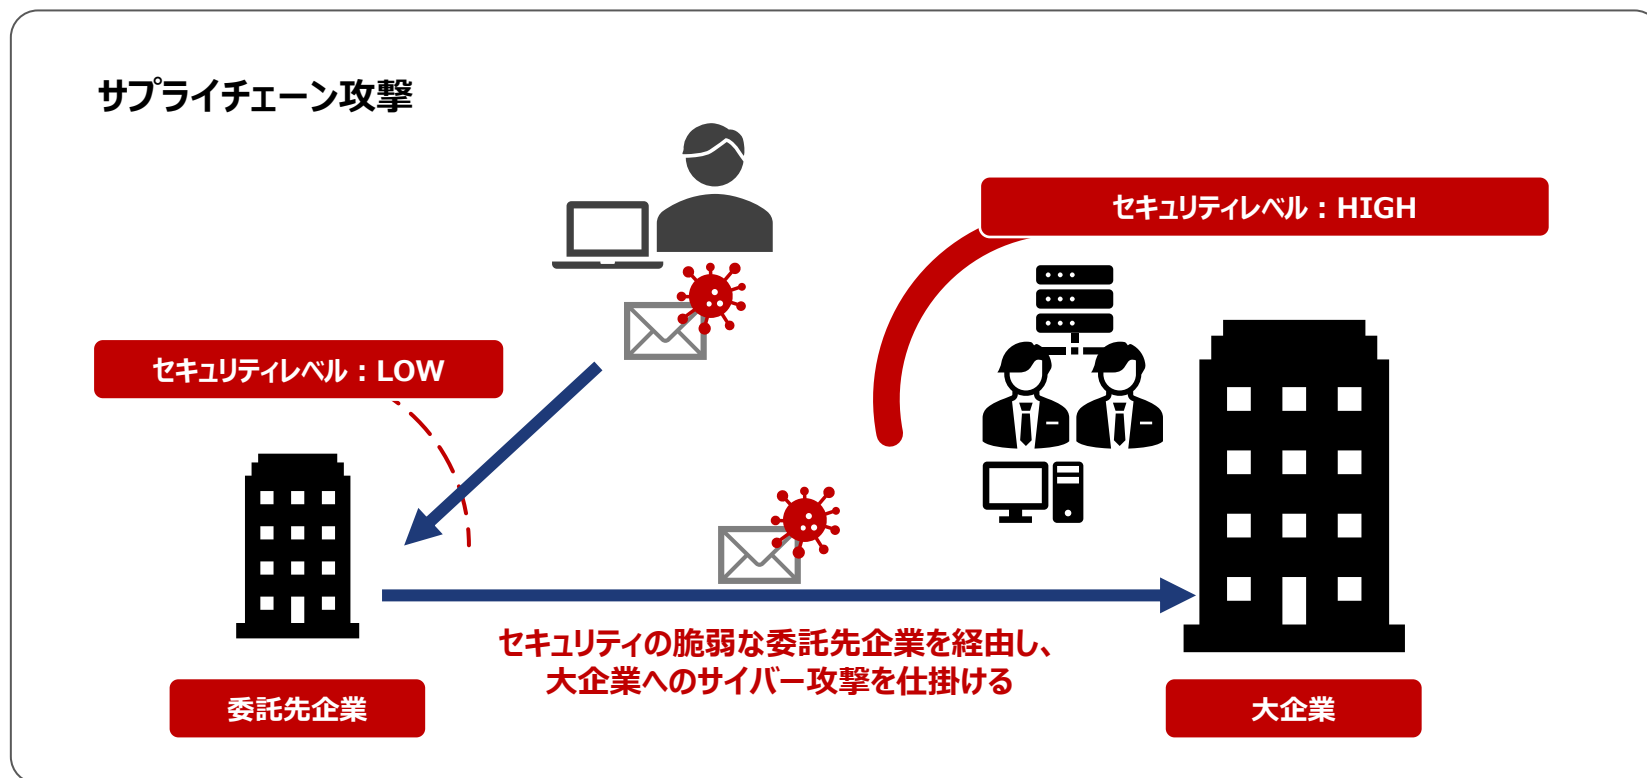 サプライチェーン攻撃
セキュリティレベル：HIGH
セキュリティレベル：LOW
セキュリティの脆弱な委託先企業を経由し、
大企業へのサイバー攻撃を仕掛ける
委託先企業
大企業